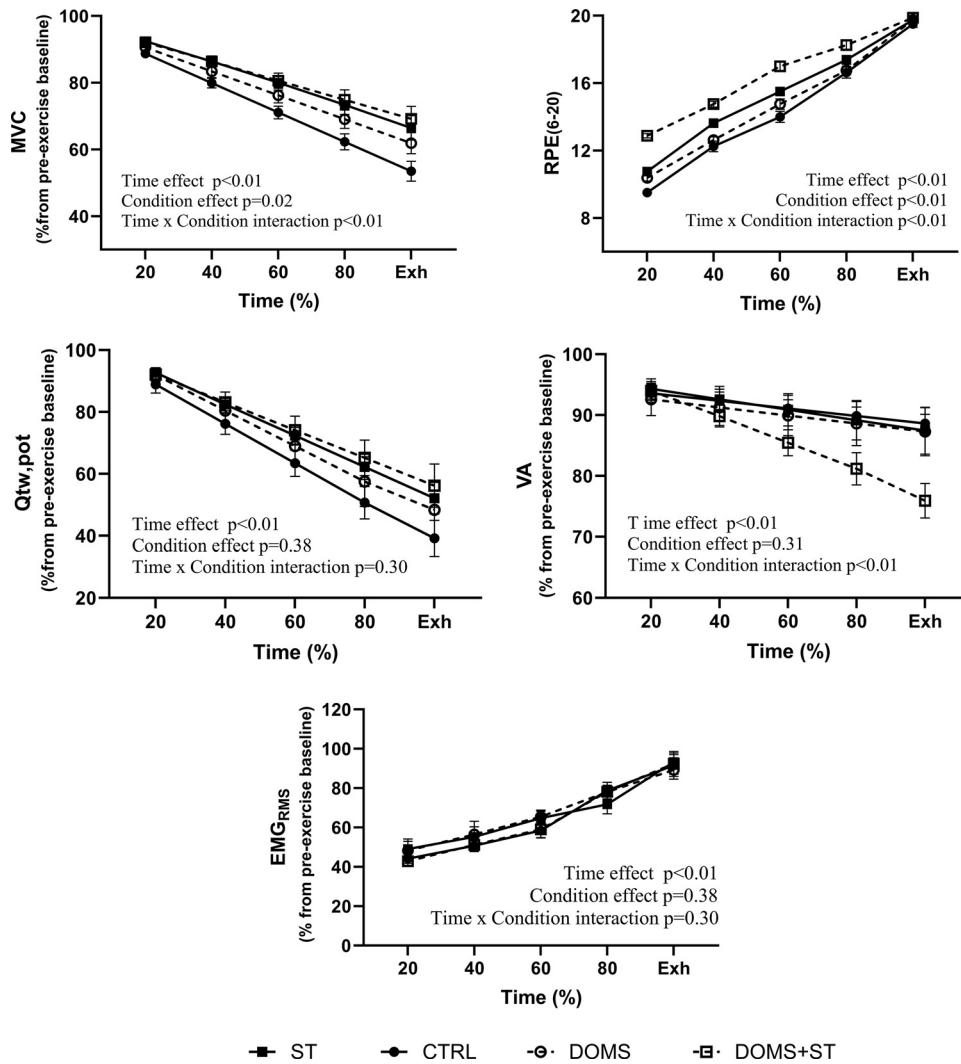 MVC
(%from pre-exercise baseline)
100
80
60
40
Time effect p<0.01
Condition effect p=0.02
Time x Condition interaction p<0.01
20 40 60 80 Exh
Time (%)
RPE(6-20)
20
16
12
8
Time effect p<0.01
Condition effect p<0.01
Time x Condition interaction p<0.01
20 40 60 80 Exh
Time (%)
Qtw,pot
(%from pre-exercise baseline)
100
80
60
40
20
Time effect p<0.01
Condition effect p=0.38
Time x Condition interaction p=0.30
20 40 60 80 Exh
Time (%)
VA
(% from pre-exercise baseline)
100
90
80
70
60
T ime effect p<0.01
Condition effect p=0.31
Time x Condition interaction p<0.01
20 40 60 80 Exh
Time (%)
EMGRMS
(% from pre-exercise baseline)
120
100
80
60
40
20
0
Time effect p<0.01
Condition effect p=0.38
Time x Condition interaction p=0.30
20 40 60 80 Exh
Time (%)
ST CTRL DOMS DOMS+ST